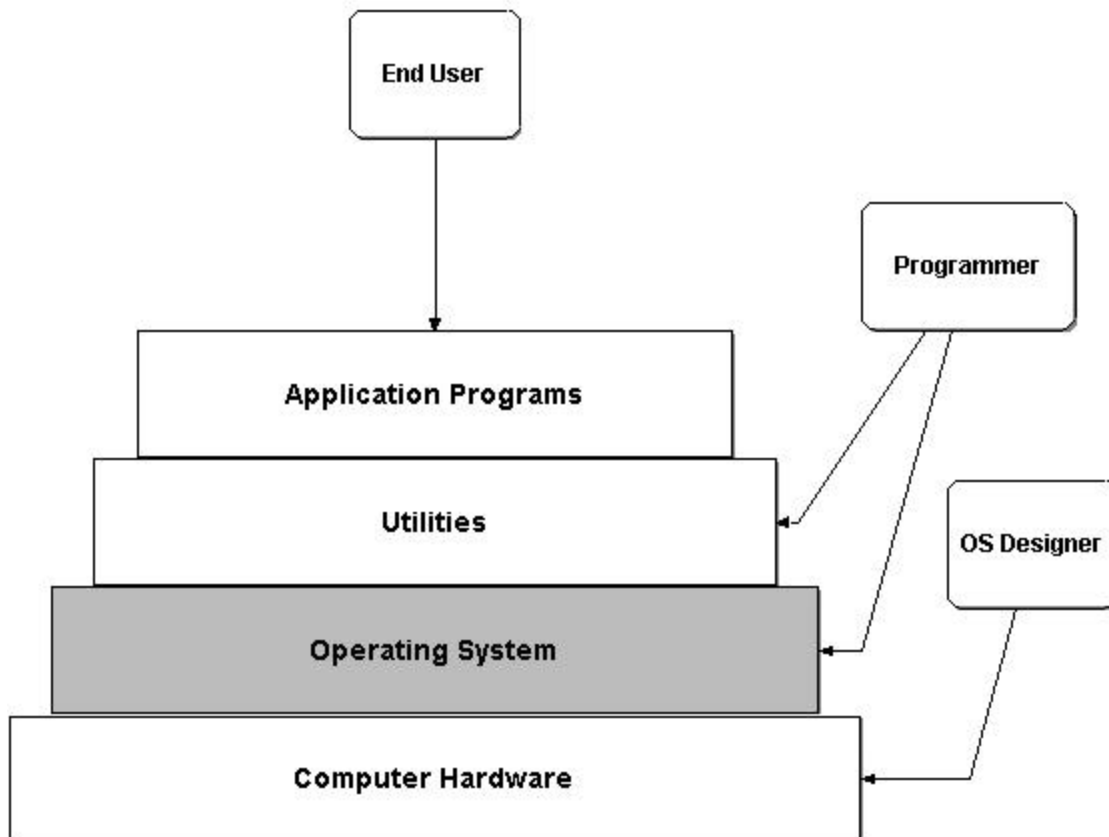 End User
Programmer
Application Programs
Utilities
OS Designer
Operating System
Computer Hardware